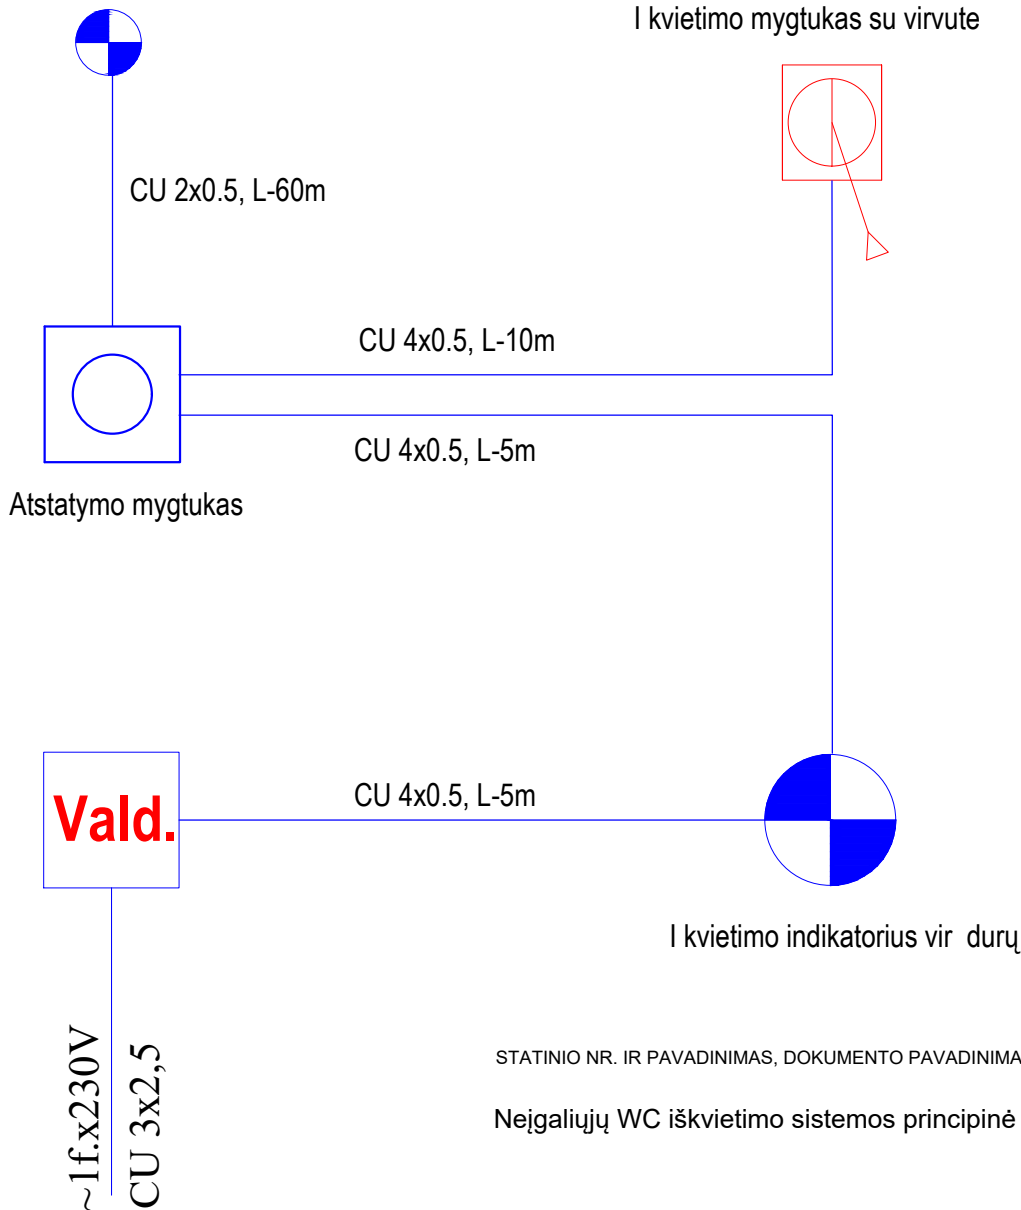 I kvietimo mygtukas su virvute
CU 2x0.5, L-60m
CU 4x0.5, L-10m
CU 4x0.5, L-5m
Atstatymo mygtukas
Vald.
CU 4x0.5, L-5m
I kvietimo indikatorius vir durų
~1f.x230V
CU 3x2,5
STATINIO NR. IR PAVADINIMAS, DOKUMENTO PAVADINIMA
Neįgaliųjų WC iškvietimo sistemos principinė